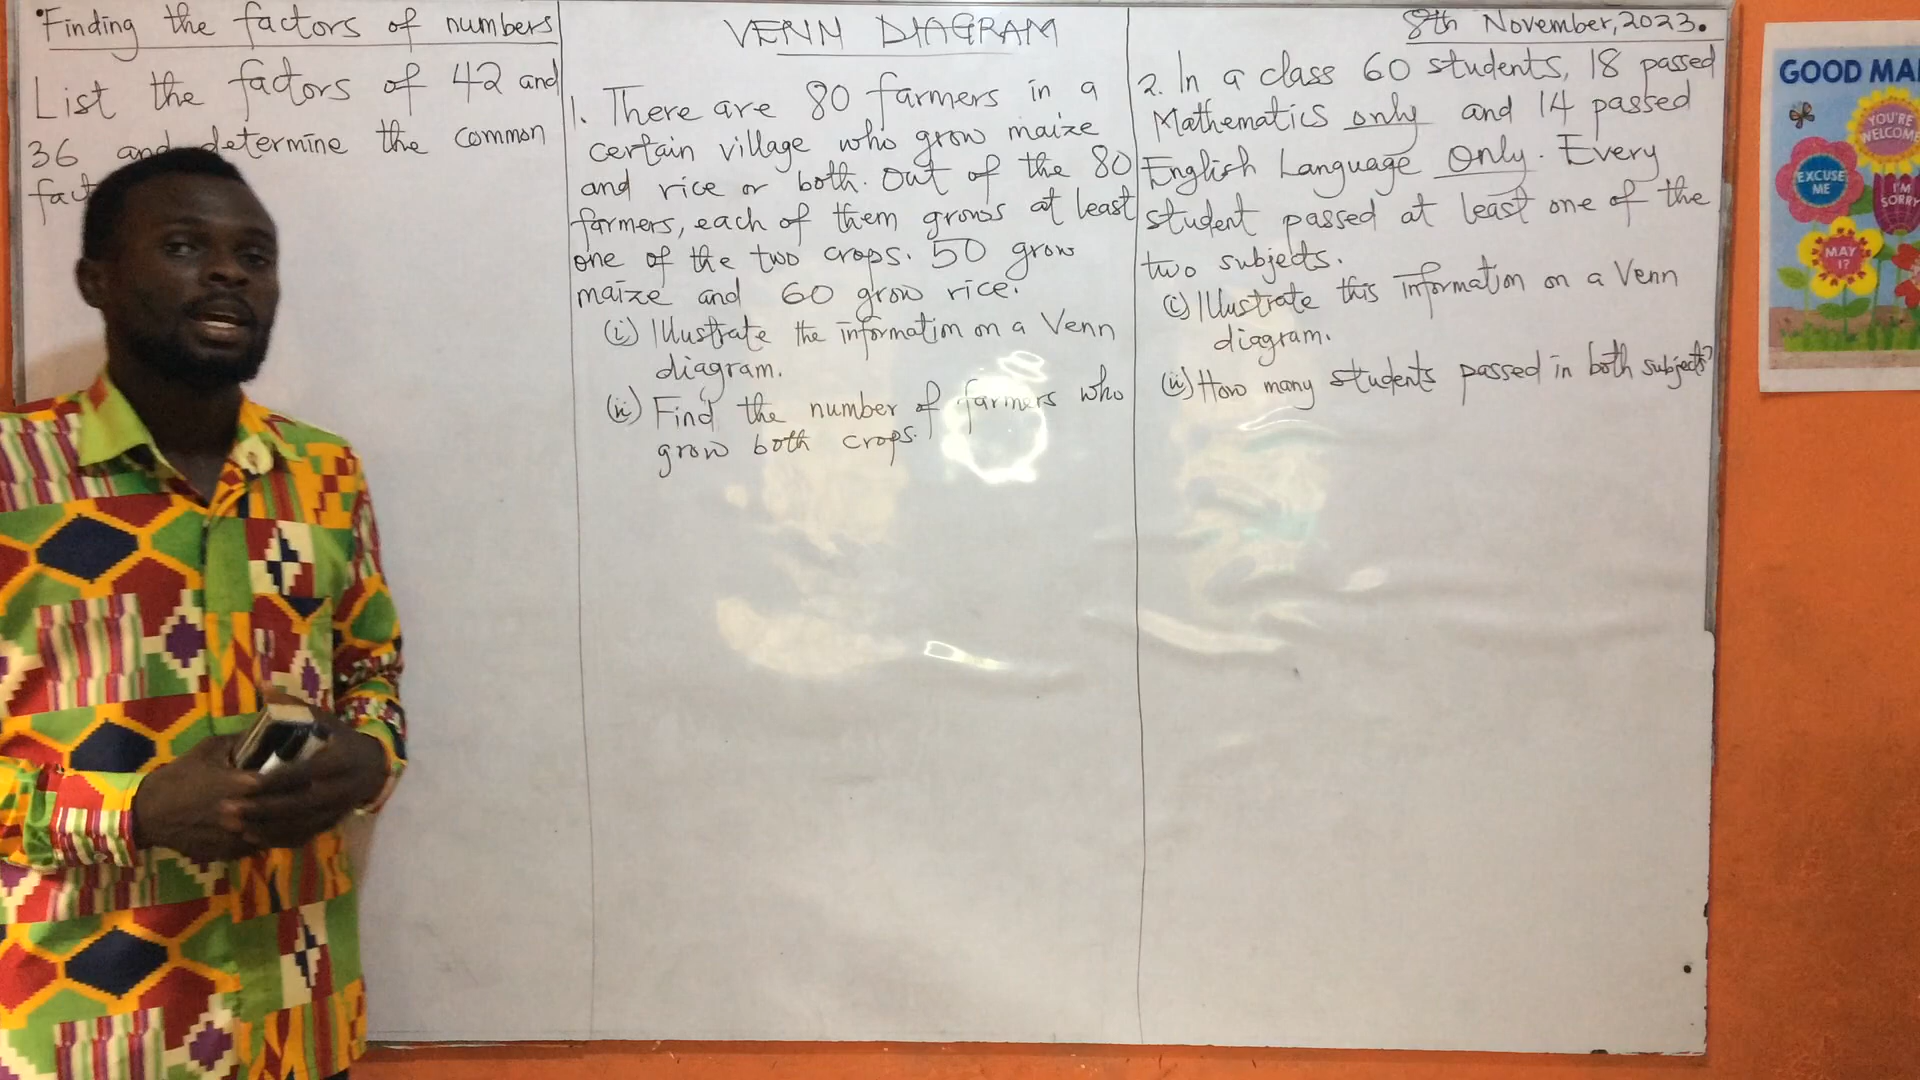 Finding the factors of numbers
List the factors of 42 and
36 and determine the common
VENN DIAGRAM
1. There are 80 farmers in a
certain village who grow maize
and rice or both. Out of the 80
farmers, each of them grows at least
one of the two crops. 50 grow
maize and 60 grow rice.
(i) Illustrate the information on a Venn
diagram.
(ii) Find the number of farmers who
grow both crops.
8th November, 2023.
2. In a class 60 students, 18 passed
Mathematics only and 14 passed
English Language Only. Every
student passed at least one of the
two subjects.
(i) Illustrate this information on a Venn
diagram.
(ii) How many students passed in both subjects?
GOOD MA
YOU'RE
WELCOME
EXCUSE
ME
I'M
SORRY
MAY
I?